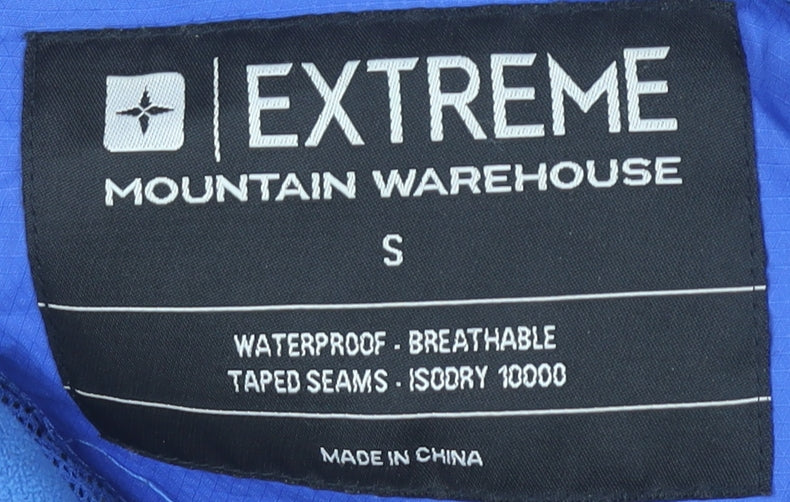 EXTREME
MOUNTAIN WAREHOUSE
S
WATERPROOF - BREATHABLE
TAPED SEAMS - ISODRY 10000
MADE IN CHINA